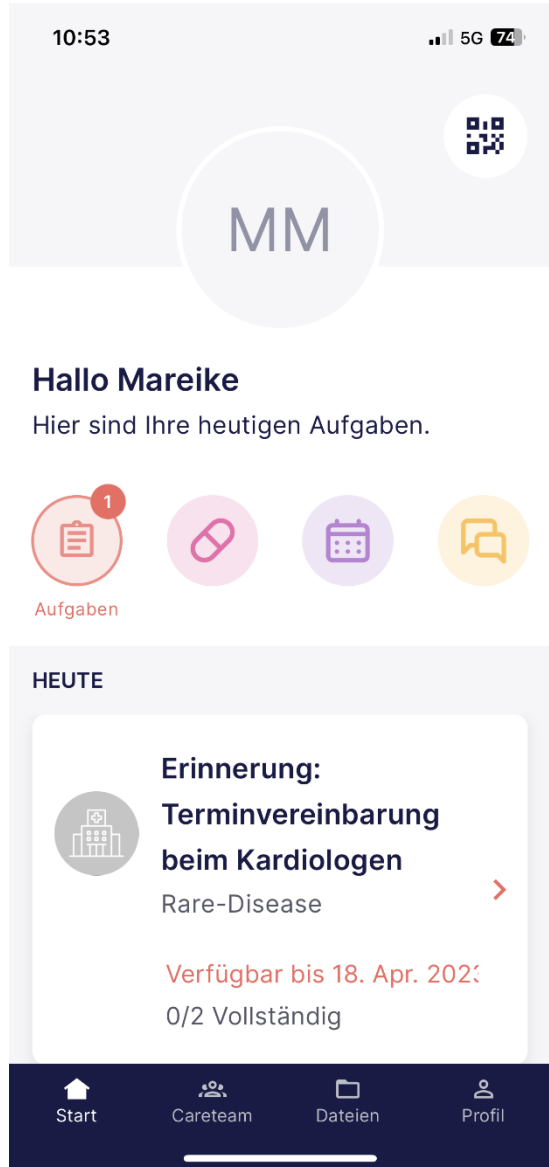 10:53
5G 74
MM
Hallo Mareike
Hier sind Ihre heutigen Aufgaben.
1
Aufgaben
HEUTE
Erinnerung:
Terminvereinbarung
beim Kardiologen
Rare-Disease
Verfügbar bis 18. Apr.
0/2 Vollständig
Start Careteam Dateien Profil